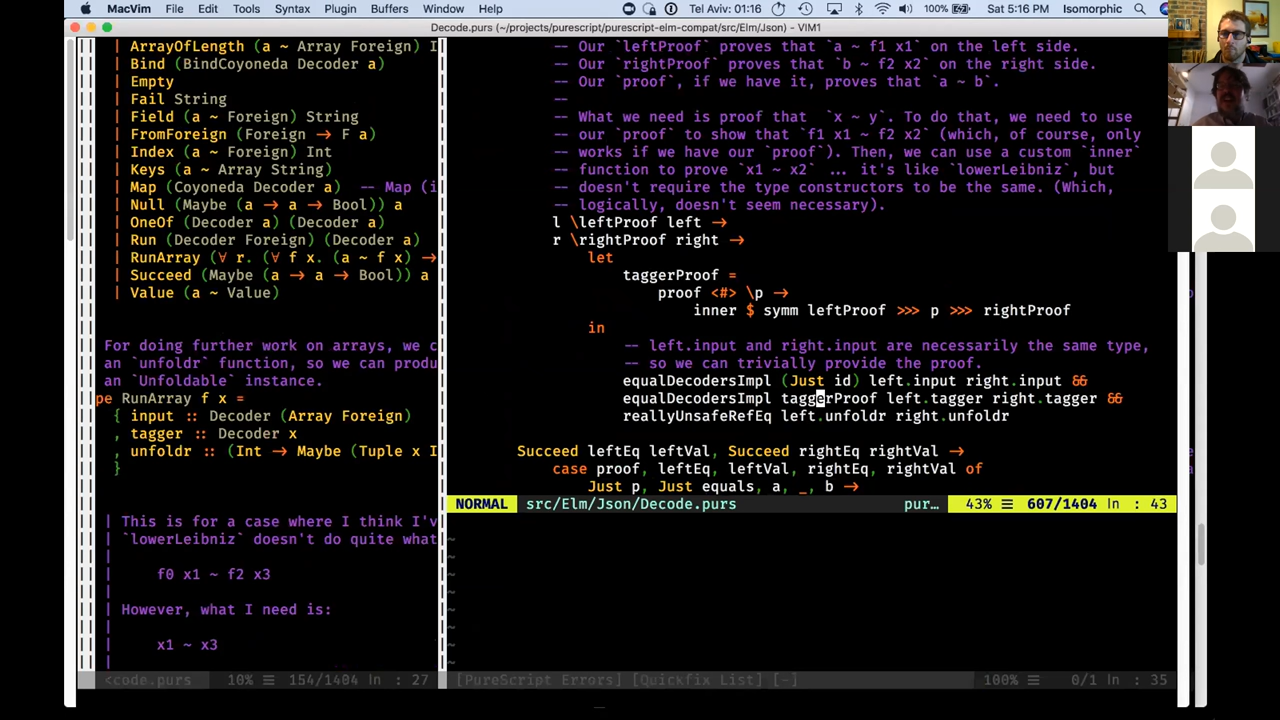 MacVim File Edit Tools Syntax Plugin Buffers Window Help Tel Aviv: 01:16 100% Sat 5:16 PM Isomorphic
Decode.purs (~/projects/purescript/purescript-elm-compat/src/Elm/Json) - VIM1
| ArrayOfLength (a ~ Array Foreign) I
| Bind (BindCoyoneda Decoder a)
| Empty
| Fail String
| Field (a ~ Foreign) String
| FromForeign (Foreign → F a)
| Index (a ~ Foreign) Int
| Keys (a ~ Array String)
| Map (Coyoneda Decoder a) -- Map (i
| Null (Maybe (a → a → Bool)) a
| OneOf (Decoder a) (Decoder a)
| Run (Decoder Foreign) (Decoder a)
| RunArray (∀ r. (∀ f x. (a ~ f x) →
| Succeed (Maybe (a → a → Bool)) a
| Value (a ~ Value)
For doing further work on arrays, we c
an `unfoldr` function, so we can produ
an `Unfoldable` instance.
pe RunArray f x =
{ input :: Decoder (Array Foreign)
, tagger :: Decoder x
, unfoldr :: (Int → Maybe (Tuple x I
}
| This is for a case where I think I'v
| `lowerLeibniz` doesn't do quite what
|
| f0 x1 ~ f2 x3
|
| However, what I need is:
|
| x1 ~ x3
|
<code.purs 10% ☰ 154/1404 ln : 27
-- Our `leftProof` proves that `a ~ f1 x1` on the left side.
-- Our `rightProof` proves that `b ~ f2 x2` on the right side.
-- Our `proof`, if we have it, proves that `a ~ b`.
--
-- What we need is proof that `x ~ y`. To do that, we need to use
-- our `proof` to show that `f1 x1 ~ f2 x2` (which, of course, only
-- works if we have our `proof`). Then, we can use a custom `inner`
-- function to prove `x1 ~ x2` ... it's like `lowerLeibniz`, but
-- doesn't require the type constructors to be the same. (Which,
-- logically, doesn't seem necessary).
l \leftProof left →
r \rightProof right →
let
taggerProof =
proof <#> \p →
inner $ symm leftProof >>> p >>> rightProof
in
-- left.input and right.input are necessarily the same type,
-- so we can trivially provide the proof.
equalDecodersImpl (Just id) left.input right.input &&
equalDecodersImpl taggerProof left.tagger right.tagger &&
reallyUnsafeRefEq left.unfoldr right.unfoldr
Succeed leftEq leftVal, Succeed rightEq rightVal →
case proof, leftEq, leftVal, rightEq, rightVal of
Just p, Just equals, a, _, b →
NORMAL src/Elm/Json/Decode.purs pur… 43% ☰ 607/1404 ln : 43
~
~
~
~
~
~
~
~
[PureScript Errors] [Quickfix List] [-] 100% ☰ 0/1 ln : 35